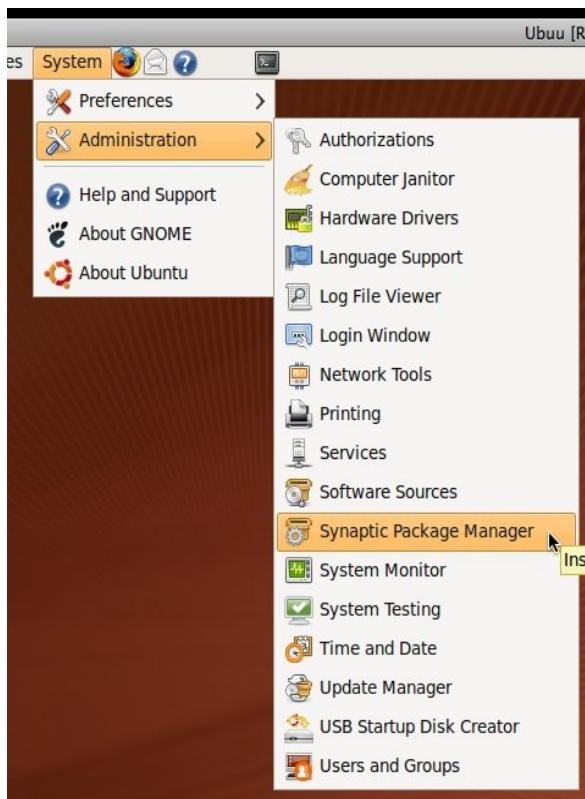 Ubuu [R
es System
Preferences
Administration
Help and Support
About GNOME
About Ubuntu
Authorizations
Computer Janitor
Hardware Drivers
Language Support
Log File Viewer
Login Window
Network Tools
Printing
Services
Software Sources
Synaptic Package Manager
Ins
System Monitor
System Testing
Time and Date
Update Manager
USB Startup Disk Creator
Users and Groups